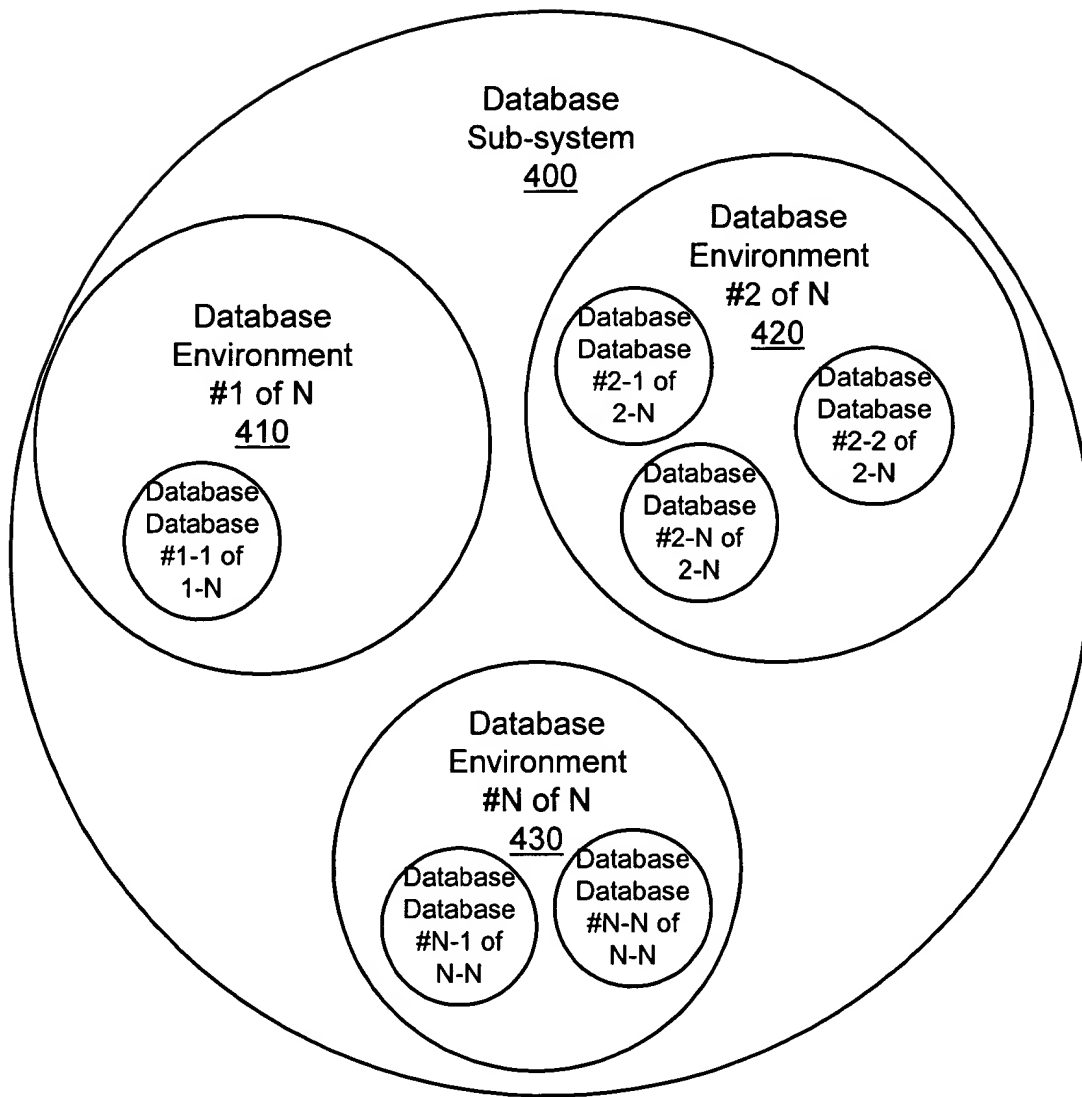 Database
Sub-system
400
Database
Environment
#1 of N
410
Database
Database
#1-1 of
1-N
Database
Environment
#2 of N
420
Database
Database
#2-1 of
2-N
Database
Database
#2-2 of
2-N
Database
Database
#2-N of
2-N
Database
Environment
#N of N
430
Database
Database
#N-1 of
N-N
Database
Database
#N-N of
N-N